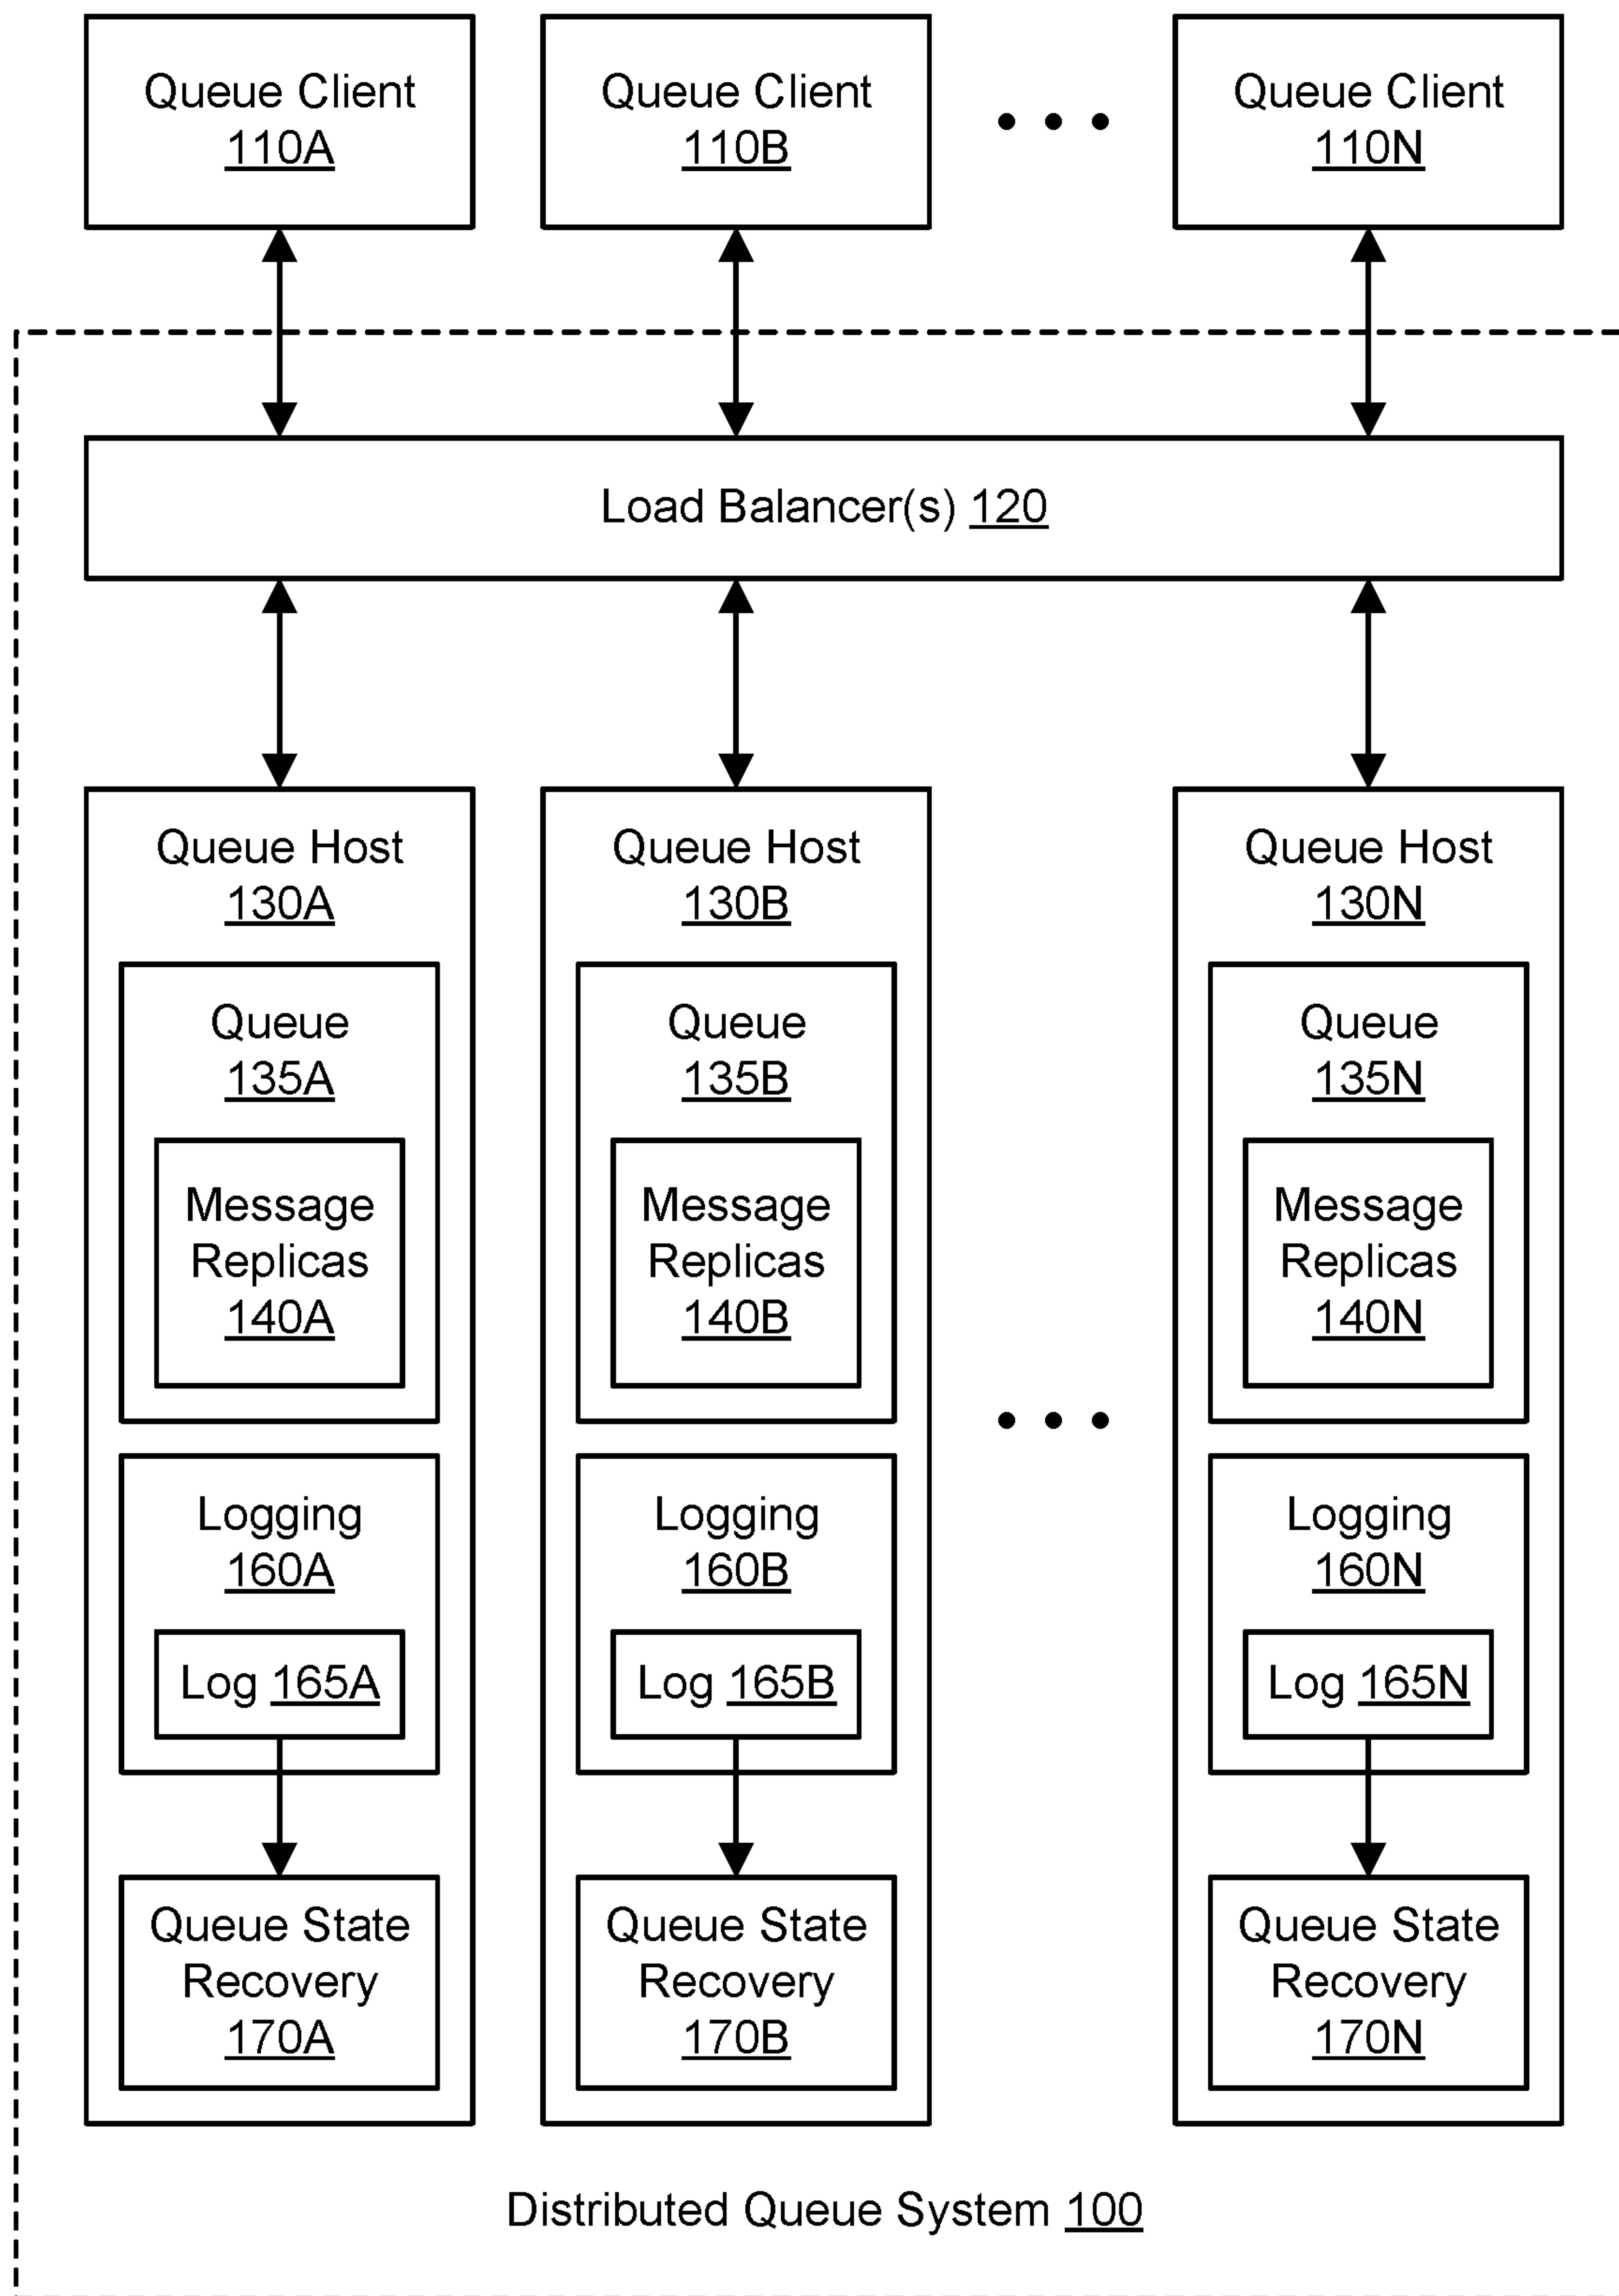 Queue Client
110A
Queue Client
110B
Queue Client
110N
Load Balancer(s) 120
Queue Host
130A
Queue
135A
Message
Replicas
140A
Logging
160A
Log 165A
Queue State
Recovery
170A
Queue Host
130B
Queue
135B
Message
Replicas
140B
Logging
160B
Log 165B
Queue State
Recovery
170B
Queue Host
130N
Queue
135N
Message
Replicas
140N
Logging
160N
Log 165N
Queue State
Recovery
170N
Distributed Queue System 100